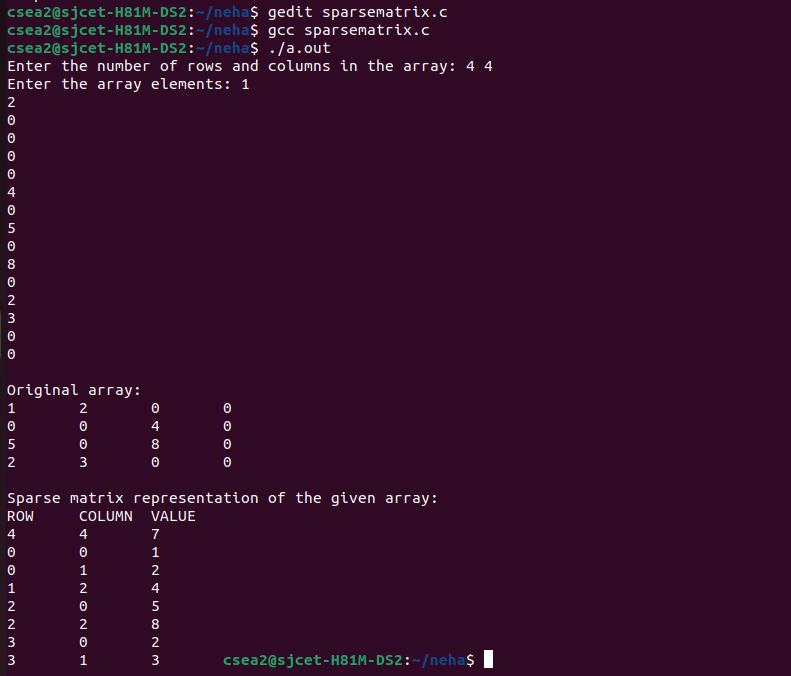 csea2@sjcet-H81M-DS2:~/neha$ gedit sparsematrix.c
csea2@sjcet-H81M-DS2:~/neha$ gcc sparsematrix.c
csea2@sjcet-H81M-DS2:~/neha$ ./a.out
Enter the number of rows and columns in the array: 4 4
Enter the array elements: 1
2
0
0
0
0
4
0
5
0
8
0
2
3
0
0

Original array:
1	2	0	0
0	0	4	0
5	0	8	0
2	3	0	0

Sparse matrix representation of the given array:
ROW	COLUMN	VALUE
4	4	7
0	0	1
0	1	2
1	2	4
2	0	5
2	2	8
3	0	2
3	1	3	csea2@sjcet-H81M-DS2:~/neha$